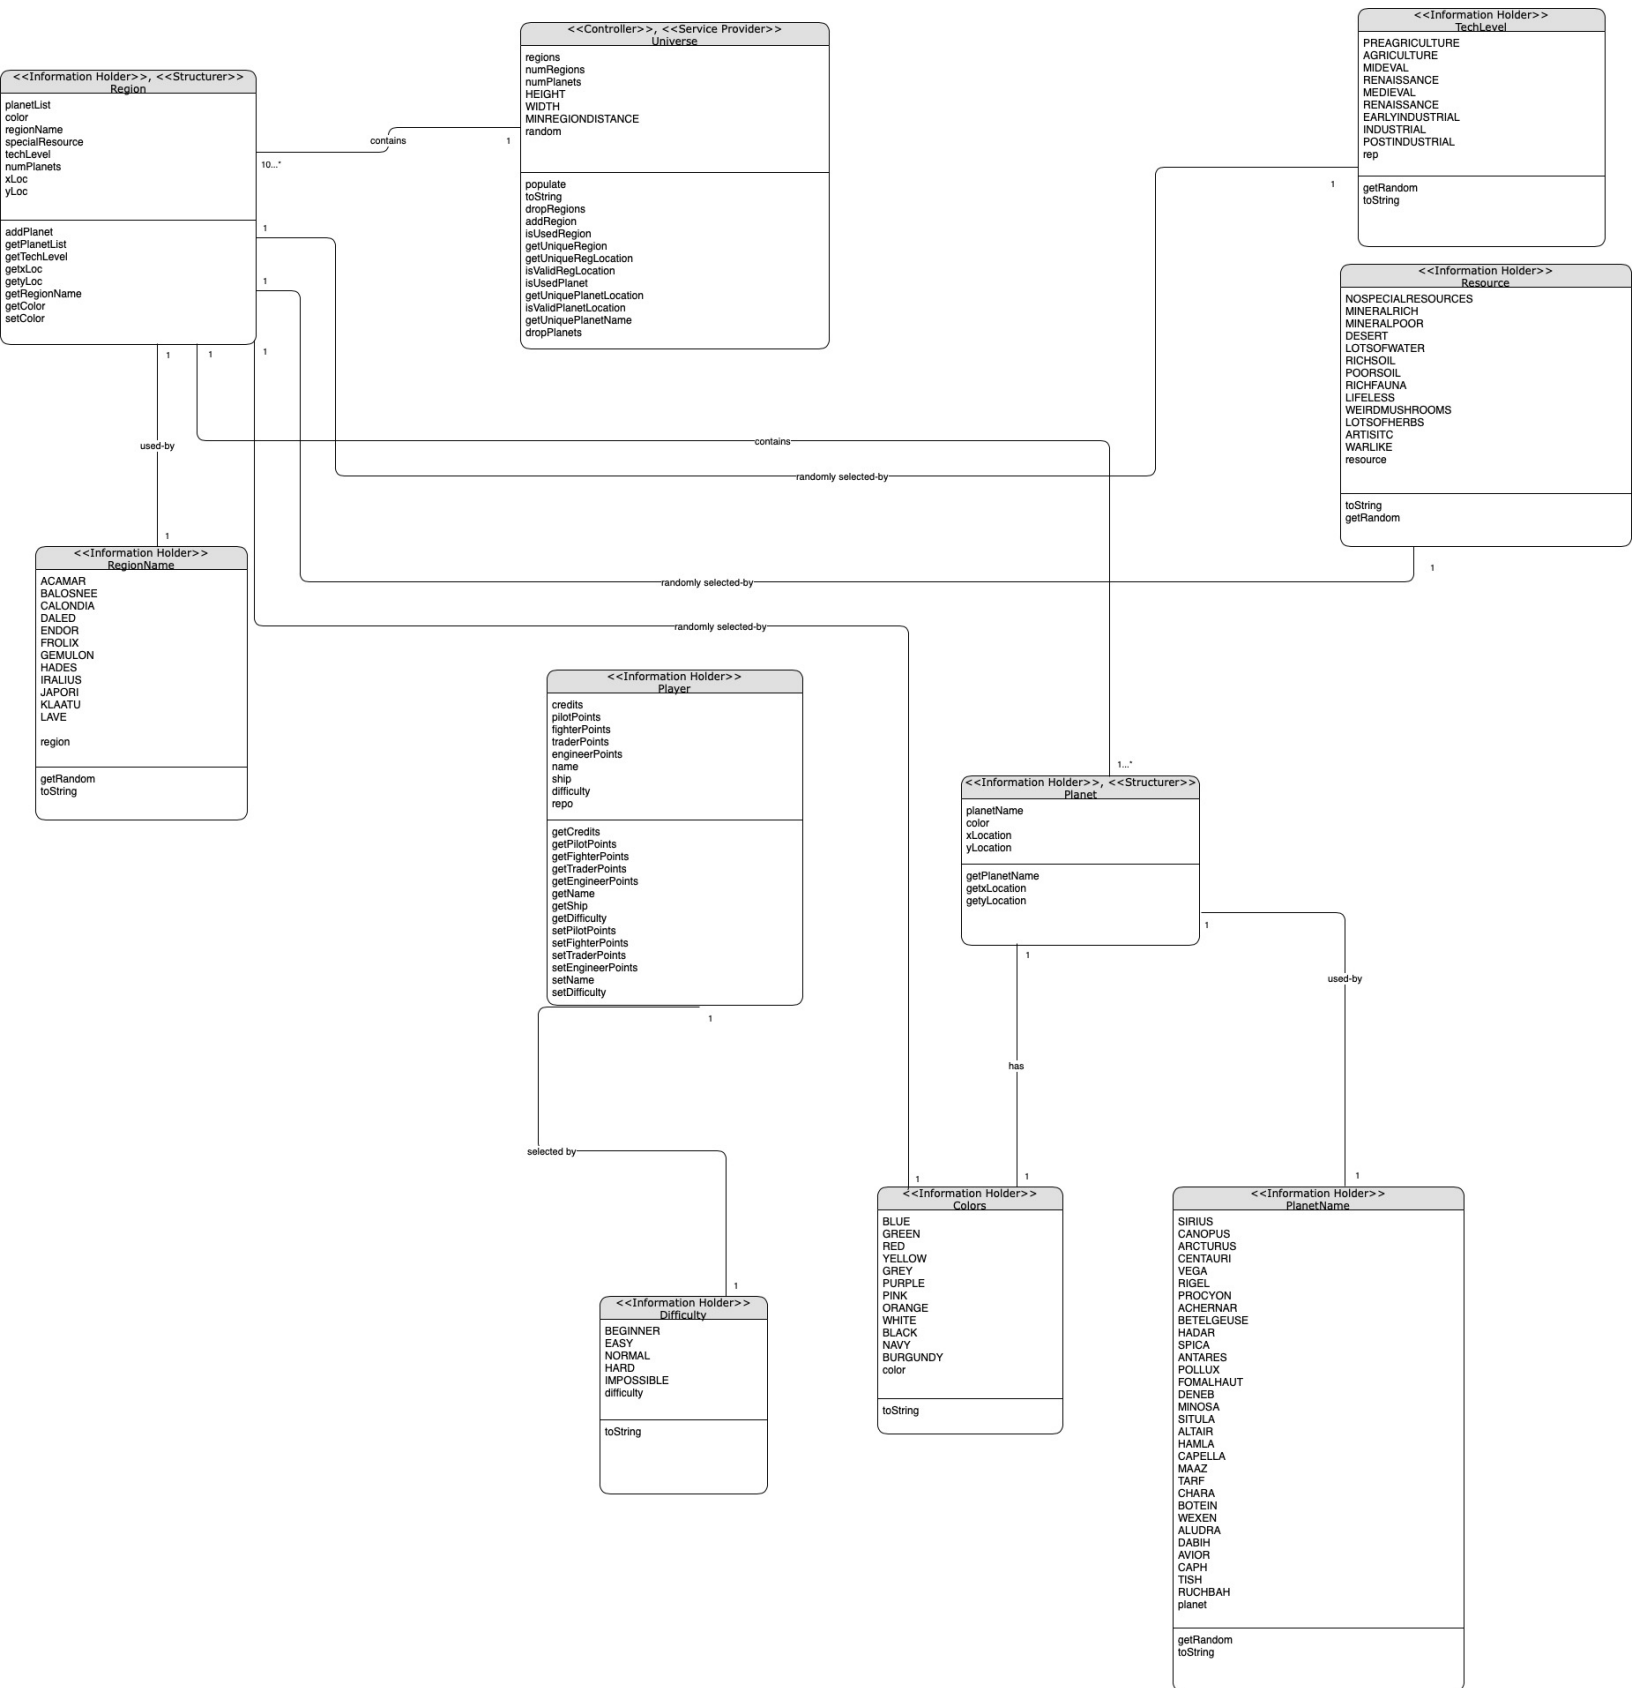 <<Controller>>, <<Service Provider>>
Universe
regions
numRegions
numPlanets
HEIGHT
WIDTH
MINREGIONDISTANCE
random
populate
toString
dropRegions
addRegion
isUsedRegion
getUniqueRegion
getUniqueRegLocation
isValidRegLocation
isUsedPlanet
getUniquePlanetLocation
isValidPlanetLocation
getUniquePlanetName
dropPlanets
<<Information Holder>>
TechLevel
PREAGRICULTURE
AGRICULTURE
MIDEVAL
RENAISSANCE
MEDIEVAL
RENAISSANCE
EARLYINDUSTRIAL
INDUSTRIAL
POSTINDUSTRIAL
rep
getRandom
toString
<<Information Holder>>, <<Structurer>>
Region
planetList
color
regionName
specialResource
techLevel
numPlanets
xLoc
yLoc
addPlanet
getPlanetList
getTechLevel
getxLoc
getyLoc
getRegionName
getColor
setColor
contains
1
10...*
1
1
1
1
1
1
<<Information Holder>>
Resource
NOSPECIALRESOURCES
MINERALRICH
MINERALPOOR
DESERT
LOTSOFWATER
RICHSOIL
POORSOIL
RICHFAUNA
LIFELESS
WEIRDMUSHROOMS
LOTSOFHERBS
ARTISITC
WARLIKE
resource
toString
getRandom
used-by
contains
randomly selected-by
1
1
randomly selected-by
randomly selected-by
<<Information Holder>>
RegionName
ACAMAR
BALOSNEE
CALONDIA
DALED
ENDOR
FROLIX
GEMULON
HADES
IRALIUS
JAPORI
KLAATU
LAVE
region
getRandom
toString
<<Information Holder>>
Player
credits
pilotPoints
fighterPoints
traderPoints
engineerPoints
name
ship
difficulty
repo
getCredits
getPilotPoints
getFighterPoints
getTraderPoints
getEngineerPoints
getName
getShip
getDifficulty
setPilotPoints
setFighterPoints
setTraderPoints
setEngineerPoints
setName
setDifficulty
1...*
<<Information Holder>>, <<Structurer>>
Planet
planetName
color
xLocation
yLocation
getPlanetName
getxLocation
getyLocation
1
1
used-by
1
has
selected by
1
1
1
1
<<Information Holder>>
Difficulty
BEGINNER
EASY
NORMAL
HARD
IMPOSSIBLE
difficulty
toString
<<Information Holder>>
Colors
BLUE
GREEN
RED
YELLOW
GREY
PURPLE
PINK
ORANGE
WHITE
BLACK
NAVY
BURGUNDY
color
toString
<<Information Holder>>
PlanetName
SIRIUS
CANOPUS
ARCTURUS
CENTAURI
VEGA
RIGEL
PROCYON
ACHERNAR
BETELGEUSE
HADAR
SPICA
ANTARES
POLLUX
FOMALHAUT
DENEB
MINOSA
SITULA
ALTAIR
HAMLA
CAPELLA
MAAZ
TARF
CHARA
BOTEIN
WEXEN
ALUDRA
DABIH
AVIOR
CAPH
TISH
RUCHBAH
planet
getRandom
toString